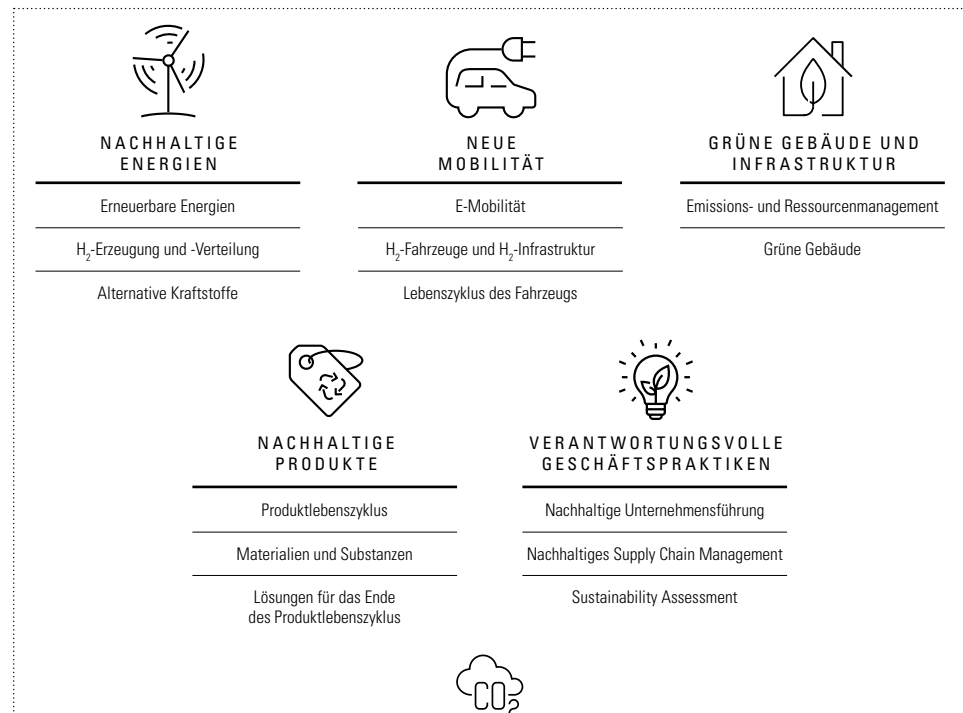 NACHHALTIGE
ENERGIEN
Erneuerbare Energien
H₂-Erzeugung und -Verteilung
Alternative Kraftstoffe
NEUE
MOBILITÄT
E-Mobilität
H₂-Fahrzeuge und H₂-Infrastruktur
Lebenszyklus des Fahrzeugs
GRÜNE GEBÄUDE UND
INFRASTRUKTUR
Emissions- und Ressourcenmanagement
Grüne Gebäude
NACHHALTIGE
PRODUKTE
Produktlebenszyklus
Materialien und Substanzen
Lösungen für das Ende
des Produktlebenszyklus
VERANTWORTUNGSVOLLE
GESCHÄFTSPRAKTIKEN
Nachhaltige Unternehmensführung
Nachhaltiges Supply Chain Management
Sustainability Assessment
CO₂